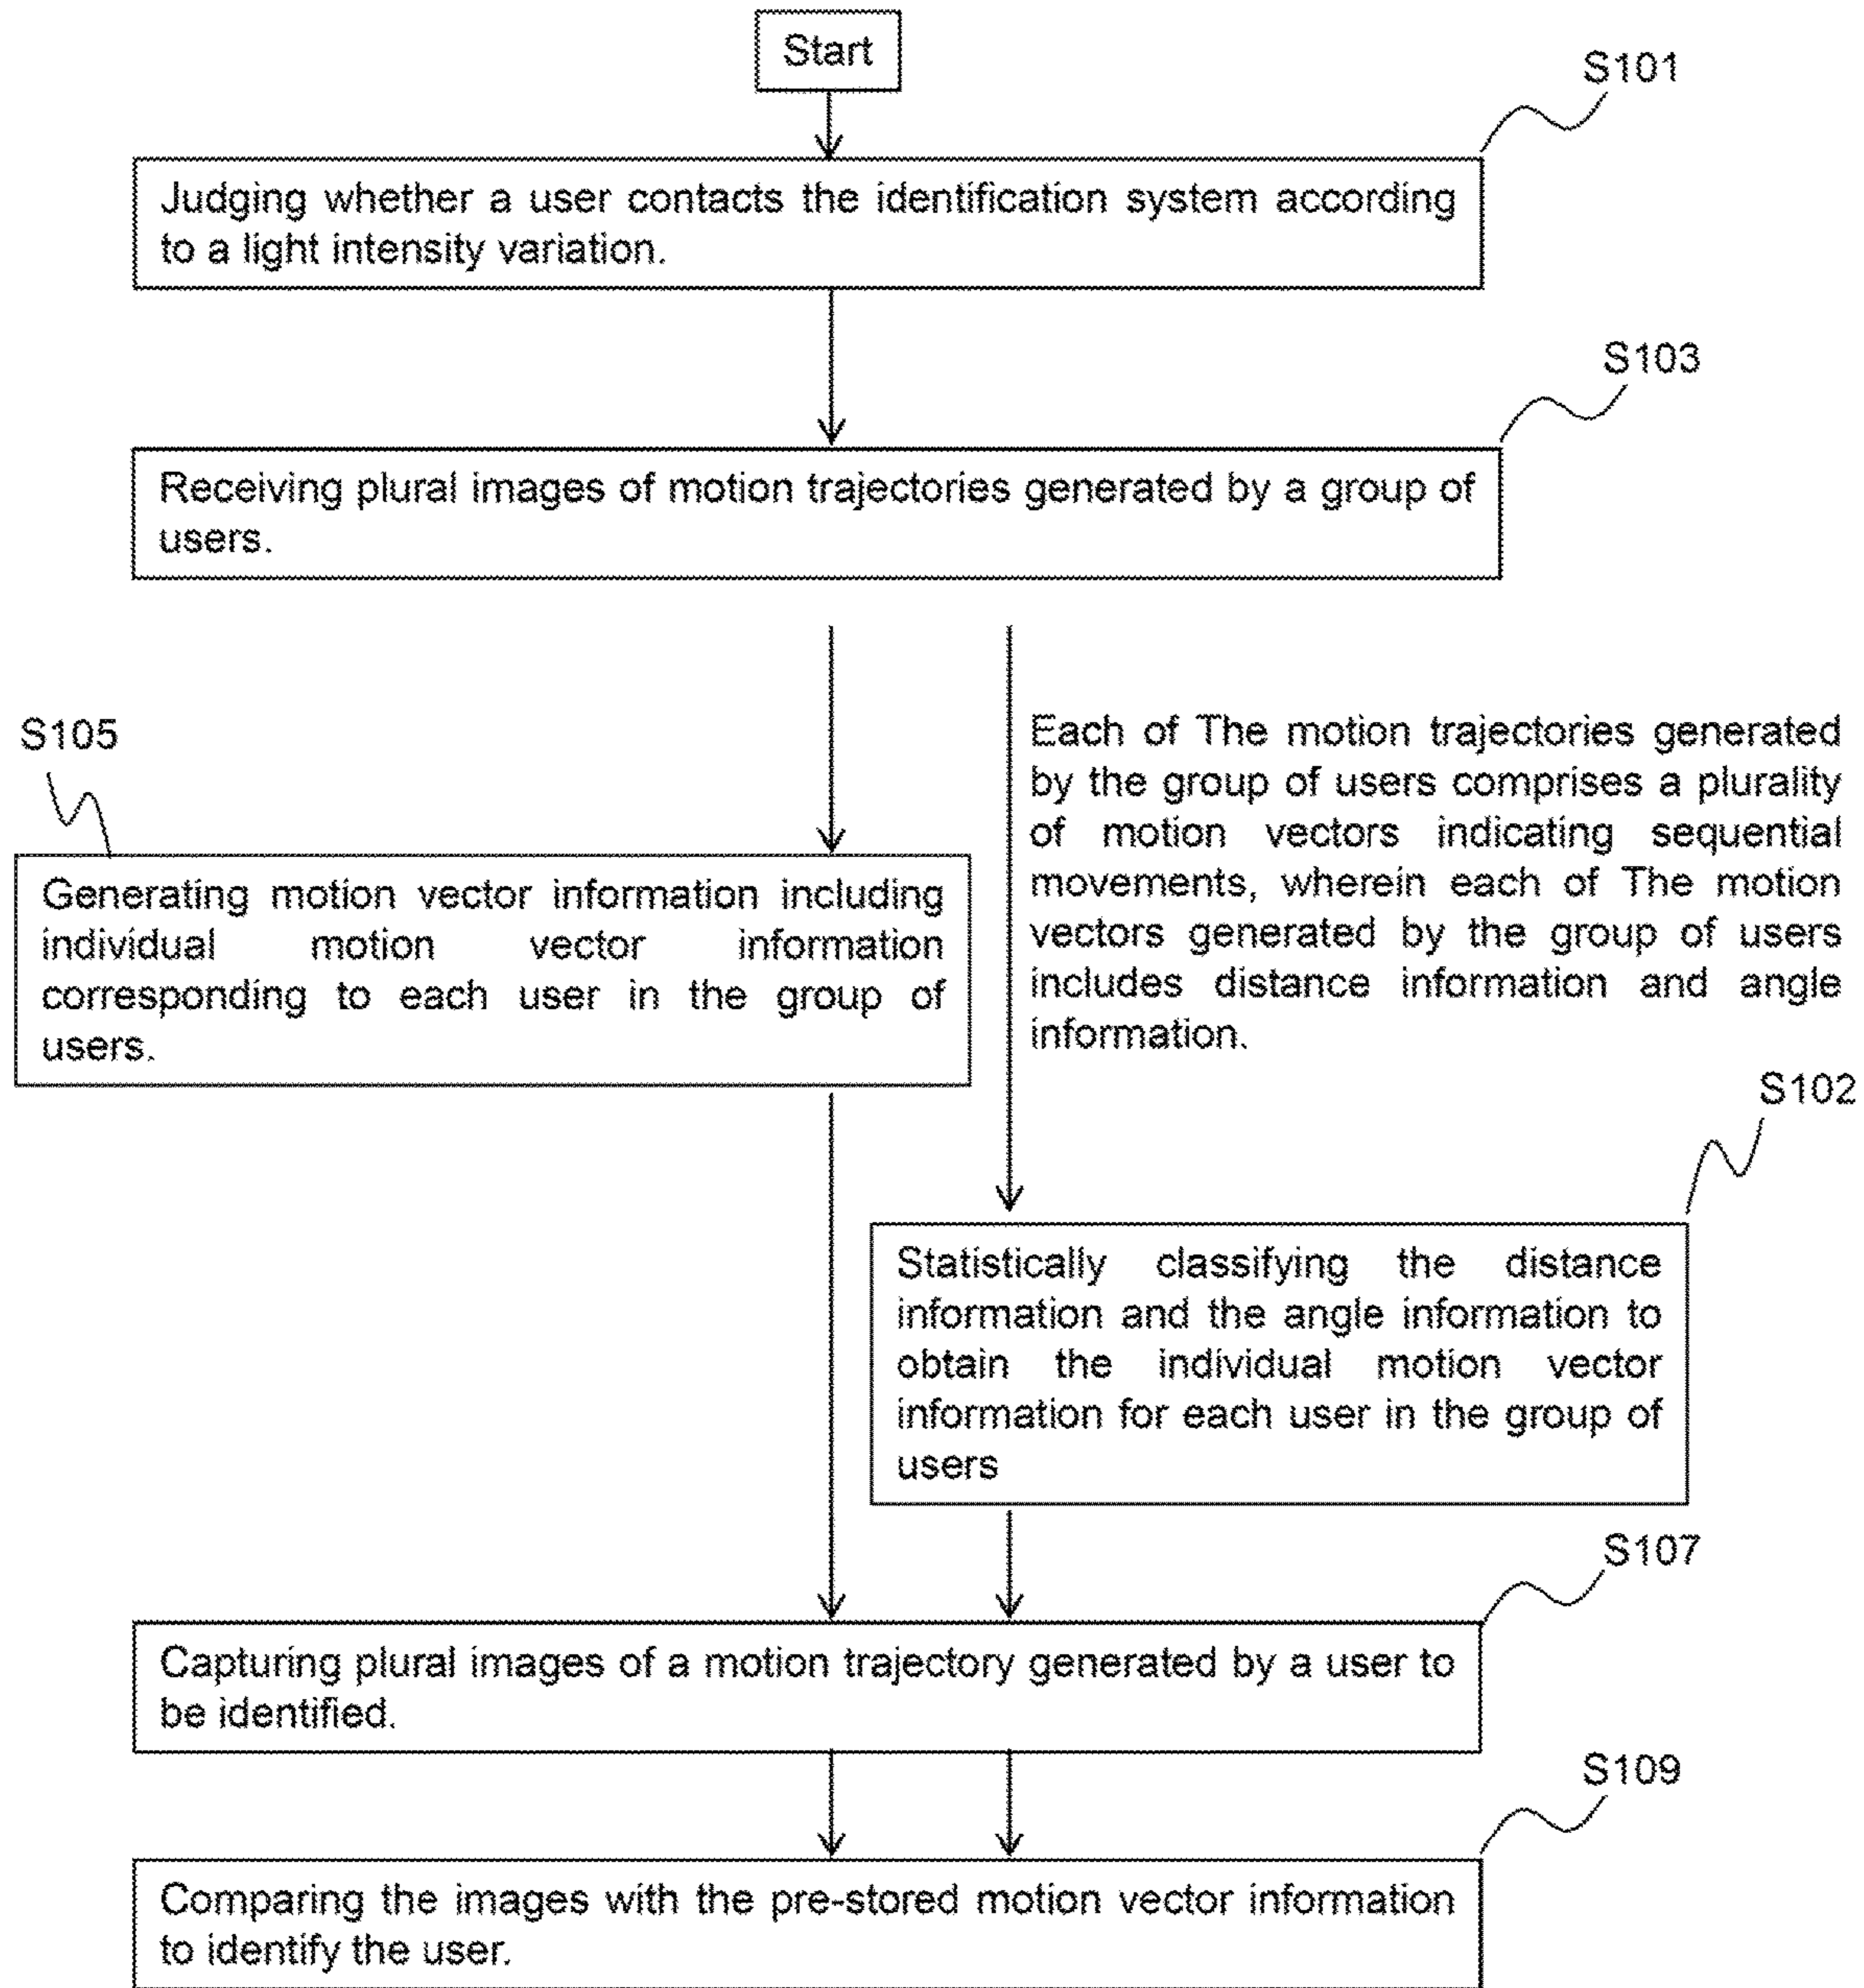 Start
S101
Judging whether a user contacts the identification system according
to a light intensity variation.
S103
Receiving plural images of motion trajectories generated by a group of
users.
S105
Generating motion vector information including
individual motion vector information
corresponding to each user in the group of
users.
Each of The motion trajectories generated
by the group of users comprises a plurality
of motion vectors indicating sequential
movements, wherein each of The motion
vectors generated by the group of users
includes distance information and angle
information.
S102
Statistically classifying the distance
information and the angle information to
obtain the individual motion vector
information for each user in the group of
users
S107
Capturing plural images of a motion trajectory generated by a user to
be identified.
S109
Comparing the images with the pre-stored motion vector information
to identify the user.